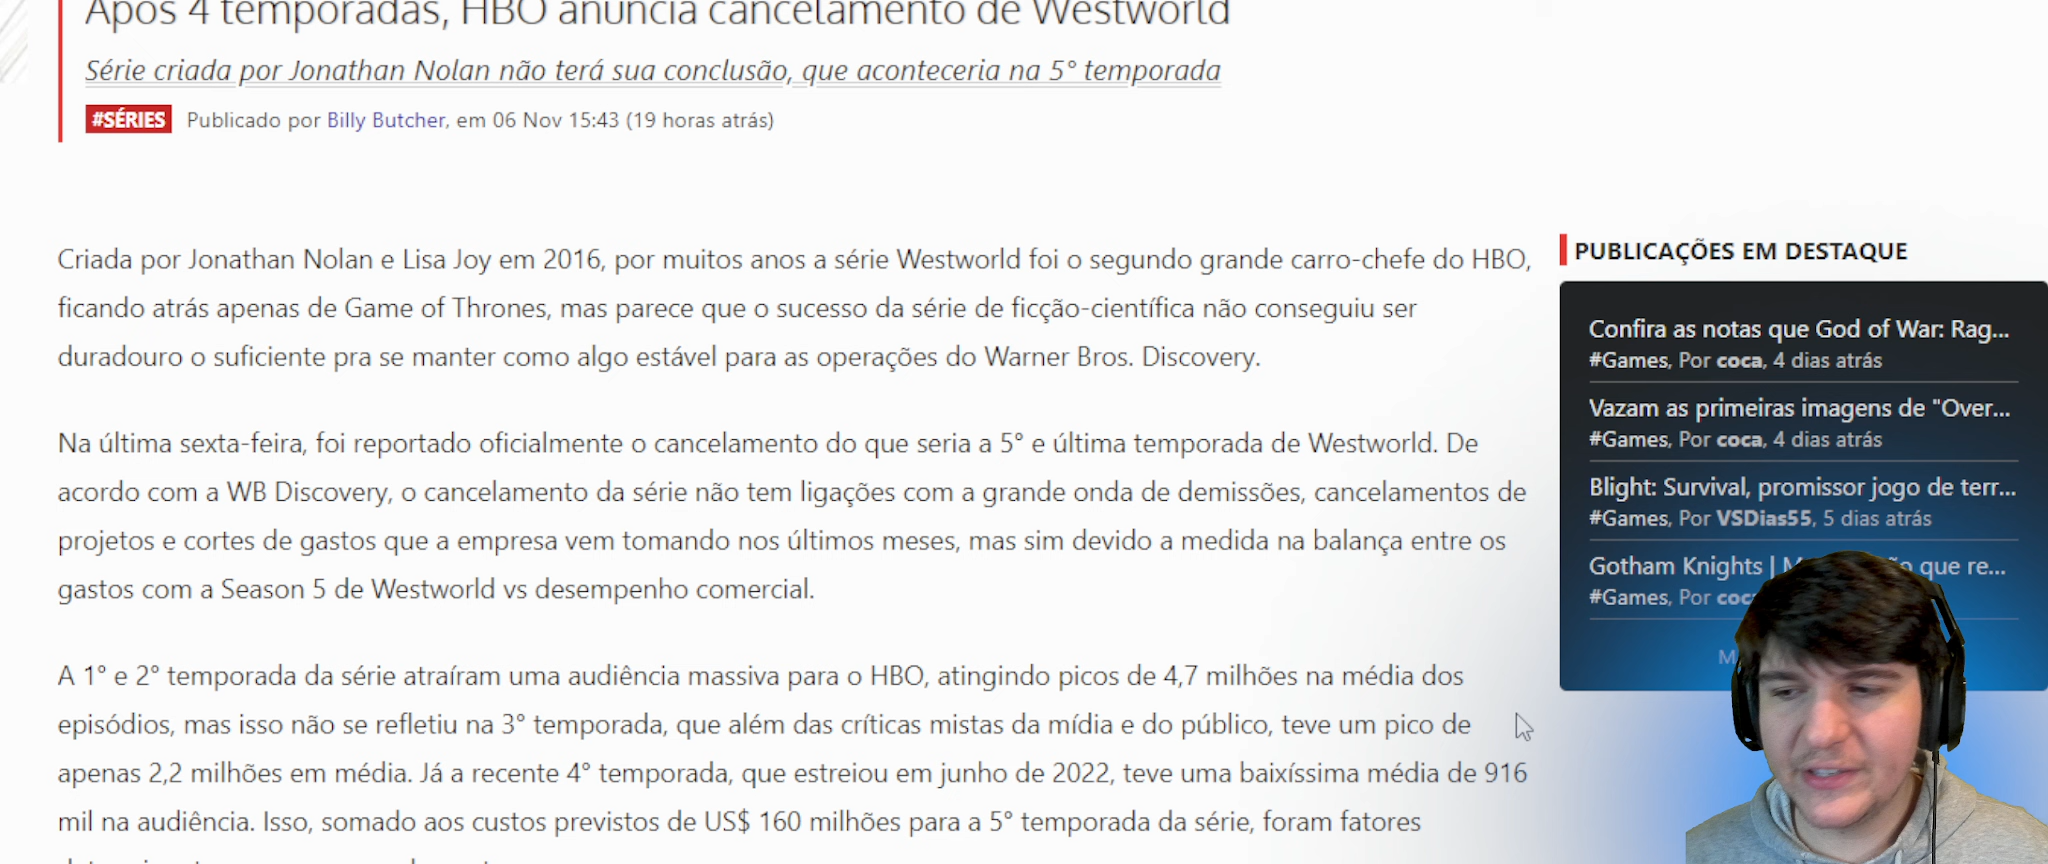 Após 4 temporadas, HBO anuncia cancelamento de Westworld
Série criada por Jonathan Nolan não terá sua conclusão, que aconteceria na 5° temporada
#SÉRIES Publicado por Billy Butcher, em 06 Nov 15:43 (19 horas atrás)
Criada por Jonathan Nolan e Lisa Joy em 2016, por muitos anos a série Westworld foi o segundo grande carro-chefe do HBO,
ficando atrás apenas de Game of Thrones, mas parece que o sucesso da série de ficção-científica não conseguiu ser
duradouro o suficiente pra se manter como algo estável para as operações do Warner Bros. Discovery.
Na última sexta-feira, foi reportado oficialmente o cancelamento do que seria a 5° e última temporada de Westworld. De
acordo com a WB Discovery, o cancelamento da série não tem ligações com a grande onda de demissões, cancelamentos de
projetos e cortes de gastos que a empresa vem tomando nos últimos meses, mas sim devido a medida na balança entre os
gastos com a Season 5 de Westworld vs desempenho comercial.
A 1° e 2° temporada da série atraíram uma audiência massiva para o HBO, atingindo picos de 4,7 milhões na média dos
episódios, mas isso não se refletiu na 3° temporada, que além das críticas mistas da mídia e do público, teve um pico de
apenas 2,2 milhões em média. Já a recente 4° temporada, que estreiou em junho de 2022, teve uma baixíssima média de 916
mil na audiência. Isso, somado aos custos previstos de US$ 160 milhões para a 5° temporada da série, foram fatores
PUBLICAÇÕES EM DESTAQUE
Confira as notas que God of War: Rag...
#Games, Por coca, 4 dias atrás
Vazam as primeiras imagens de "Over...
#Games, Por coca, 4 dias atrás
Blight: Survival, promissor jogo de terr...
#Games, Por VSDias55, 5 dias atrás
Gotham Knights | que re...
#Games, Por